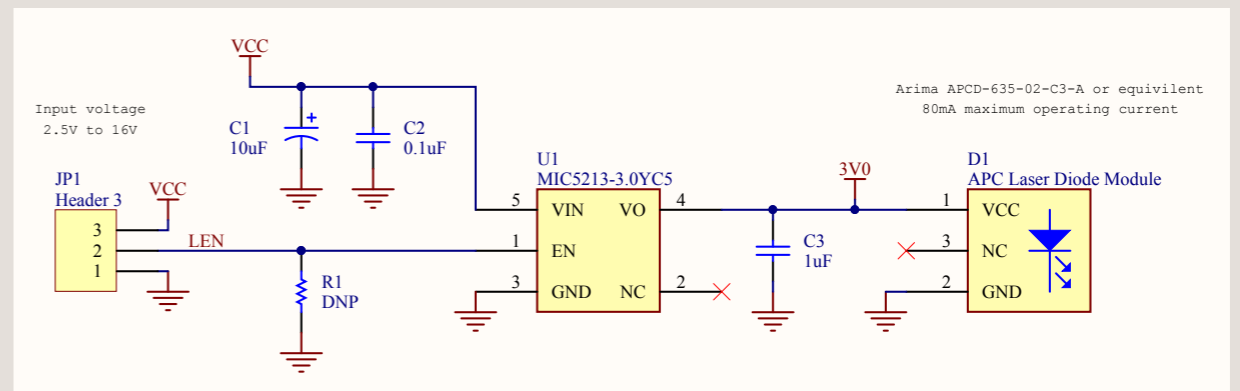 VCC
Input voltage
2.5V to 16V
C1
10uF
+
C2
0.1uF
Arima APCD-635-02-C3-A or equivilent
80mA maximum operating current
JP1
Header 3
VCC
3
2
1
LEN
R1
DNP
U1
MIC5213-3.0YC5
5 VIN VO 4
1 EN
3 GND NC 2
3V0
C3
1uF
D1
APC Laser Diode Module
1 VCC
3 NC
2 GND